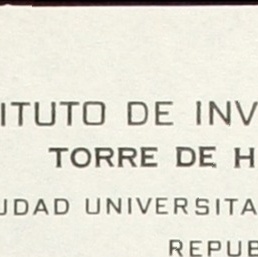 ITUTO DE INV
TORRE DE H
UDAD UNIVERSITA
REPUB